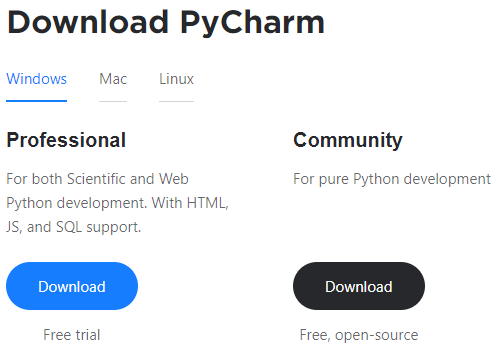 Download PyCharm
Windows Mac Linux
Professional
For both Scientific and Web
Python development. With HTML,
JS, and SQL support.
Download
Free trial
Community
For pure Python development
Download
Free, open-source